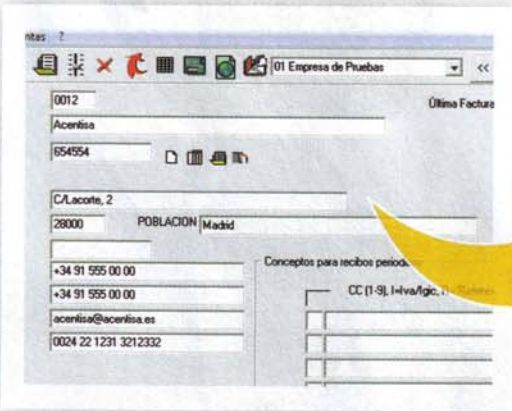 ntes ?
01 Empresa de Pruebas <<
0012 Última Factura
Acentisa
654554
C/Lacorte, 2
28000 POBLACION Madrid
+34 91 555 00 00 Conceptos para recibos
+34 91 555 00 00 CC (1-9), I=Iva/Igic,
acentisa@acentisa.es
0024 22 1231 3212332